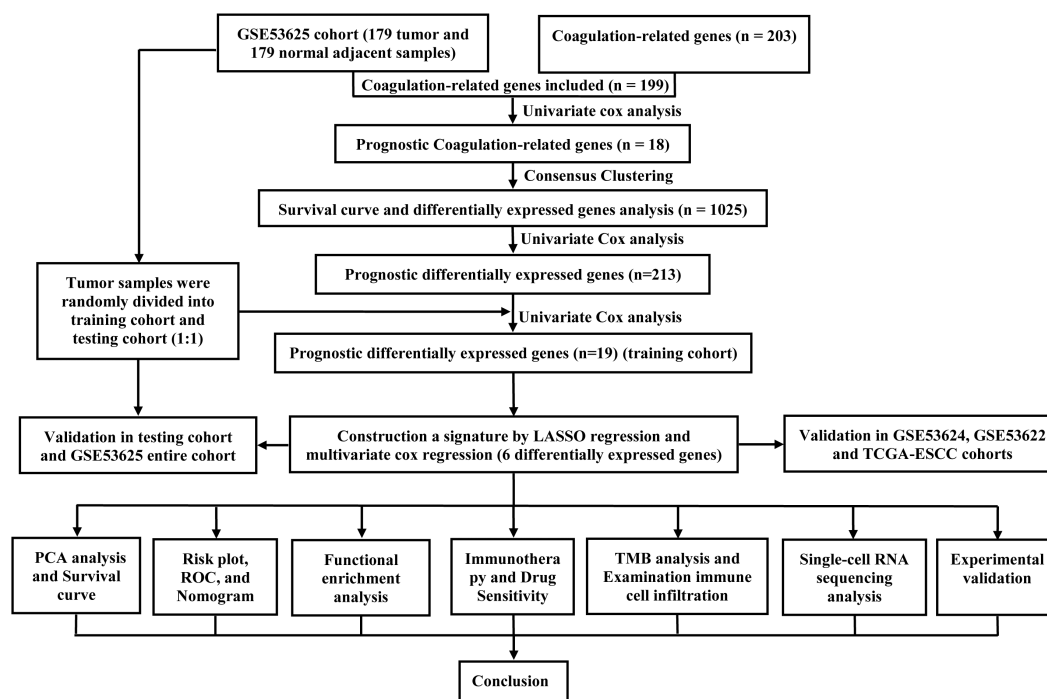 GSE53625 cohort (179 tumor and
179 normal adjacent samples)
Coagulation-related genes (n = 203)
Coagulation-related genes included (n = 199)
Univariate cox analysis
Prognostic Coagulation-related genes (n = 18)
Consensus Clustering
Survival curve and differentially expressed genes analysis (n = 1025)
Univariate Cox analysis
Prognostic differentially expressed genes (n=213)
Tumor samples were
randomly divided into
training cohort and
testing cohort (1:1)
Univariate Cox analysis
Prognostic differentially expressed genes (n=19) (training cohort)
Validation in testing cohort
and GSE53625 entire cohort
Construction a signature by LASSO regression and
multivariate cox regression (6 differentially expressed genes)
Validation in GSE53624, GSE53622
and TCGA-ESCC cohorts
PCA analysis
and Survival
curve
Risk plot,
ROC, and
Nomogram
Functional
enrichment
analysis
Immunothera
py and Drug
Sensitivity
TMB analysis and
Examination immune
cell infiltration
Single-cell RNA
sequencing
analysis
Experimental
validation
Conclusion